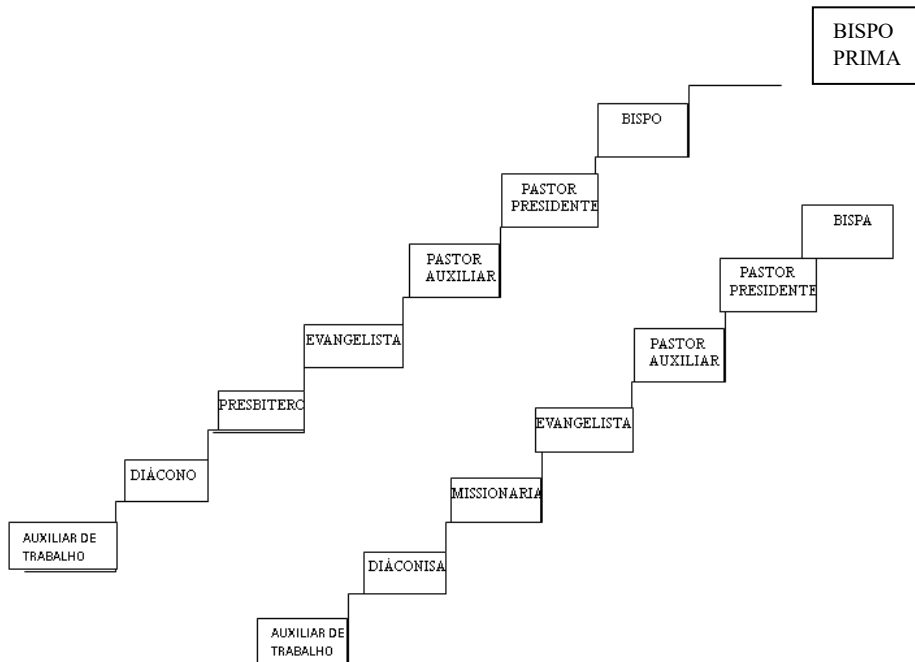 BISPO
PRIMA
BISPO
PASTOR
PRESIDENTE
BISPA
PASTOR
AUXILIAR
PASTOR
PRESIDENTE
EVANGELISTA
PASTOR
AUXILIAR
PRESBITERO
EVANGELISTA
DIÁCONO
MISSIONARIA
AUXILIAR DE
TRABALHO
DIÁCONISA
AUXILIAR DE
TRABALHO